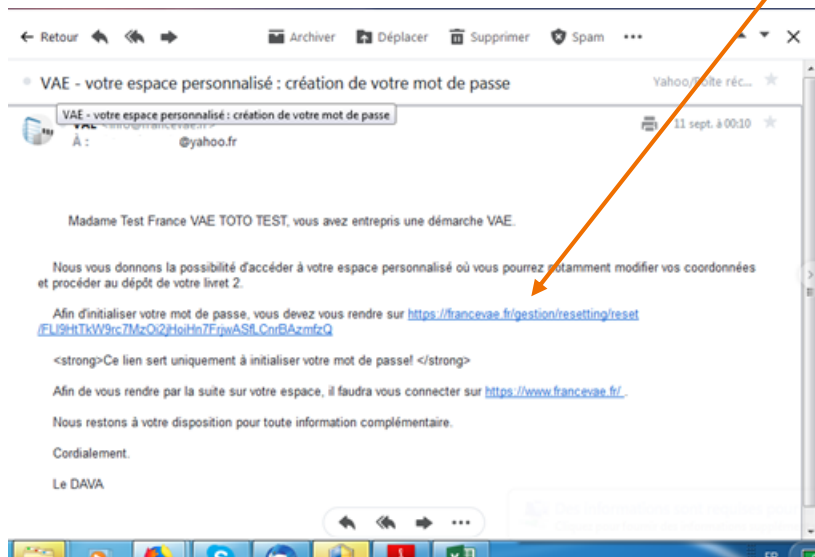 ← Retour
Archiver Déplacer Supprimer Spam
VAE - votre espace personnalisé : création de votre mot de passe Yahoo/Boîte réc...
VAE - votre espace personnalisé : création de votre mot de passe
VAE 11 sept. à 00:10
À : @yahoo.fr
Madame Test France VAE TOTO TEST, vous avez entrepris une démarche VAE.
Nous vous donnons la possibilité d'accéder à votre espace personnalisé où vous pourrez notamment modifier vos coordonnées
et procéder au dépôt de votre livret 2.
Afin d'initialiser votre mot de passe, vous devez vous rendre sur https://francevae.fr/gestion/resetting/reset
/FLI9HtTkW9rc7MzOi2jHoiHn7FrjwASfLCnrBAzmfzQ
<strong>Ce lien sert uniquement à initialiser votre mot de passe! </strong>
Afin de vous rendre par la suite sur votre espace, il faudra vous connecter sur https://www.francevae.fr/ .
Nous restons à votre disposition pour toute information complémentaire.
Cordialement.
Le DAVA
FR